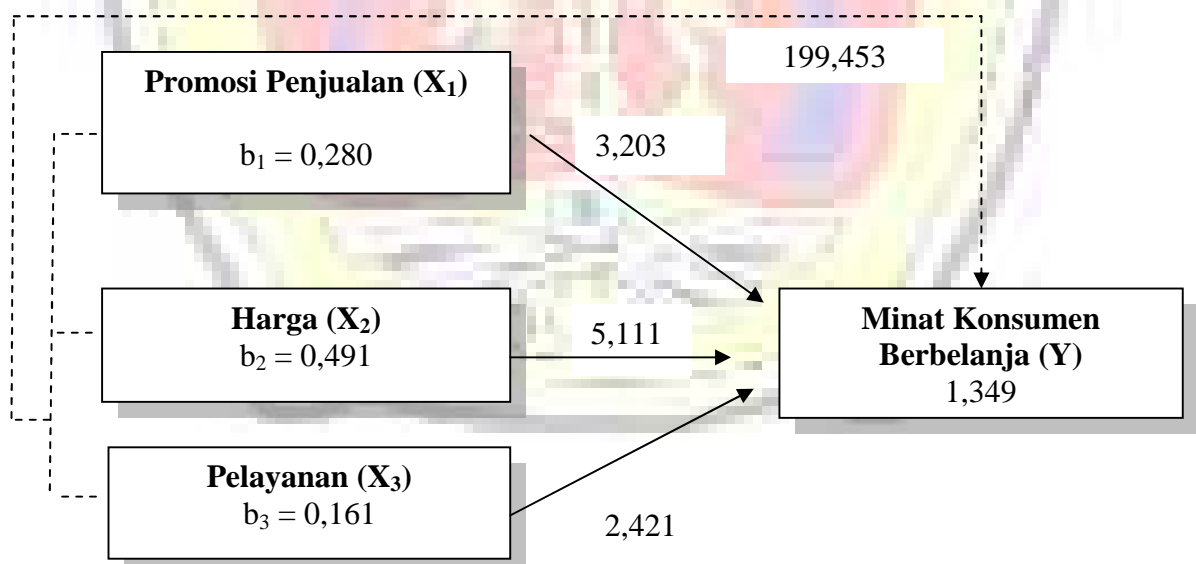 199,453
Promosi Penjualan (X₁)
b₁ = 0,280
3,203
Harga (X₂)
b₂ = 0,491
5,111
Minat Konsumen
Berbelanja (Y)
1,349
Pelayanan (X₃)
b₃ = 0,161
2,421